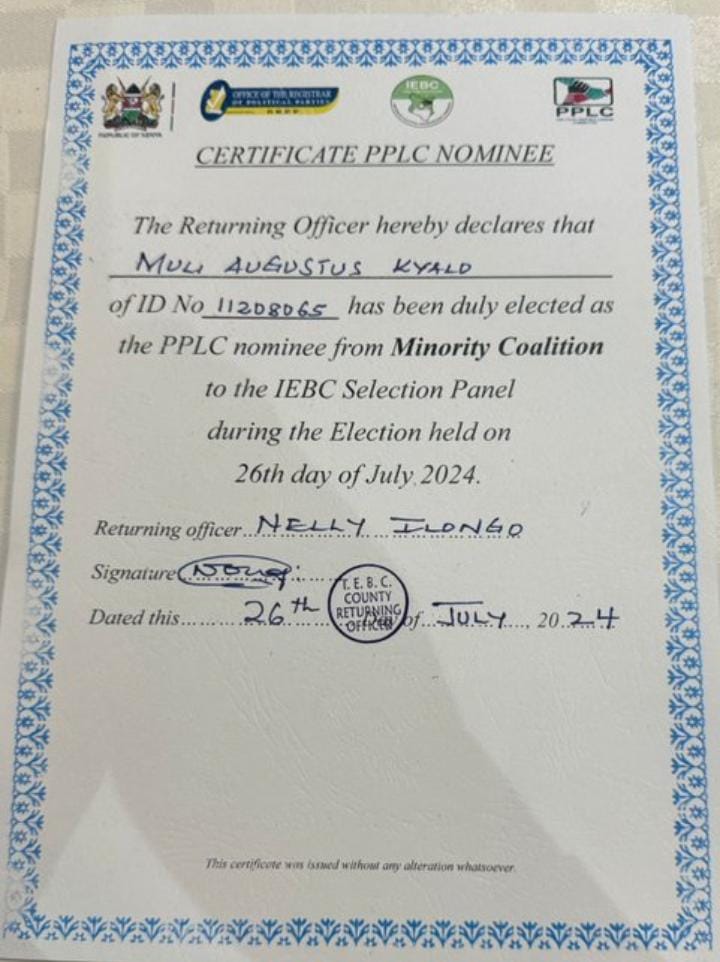 REPUBLIC OF KENYA
OFFICE OF THE REGISTRAR
OF POLITICAL PARTIES
IEBC
PPLC
CERTIFICATE PPLC NOMINEE
The Returning Officer hereby declares that
MULI AUGUSTUS KYALO
of ID No 11208065 has been duly elected as
the PPLC nominee from Minority Coalition
to the IEBC Selection Panel
during the Election held on
26th day of July 2024.
Returning officer NELLY ILONGO
Signature
Dated this 26th Day of JULY, 2024
I.E.B.C.
COUNTY
RETURNING
OFFICER
This certificate was issued without any alteration whatsoever.